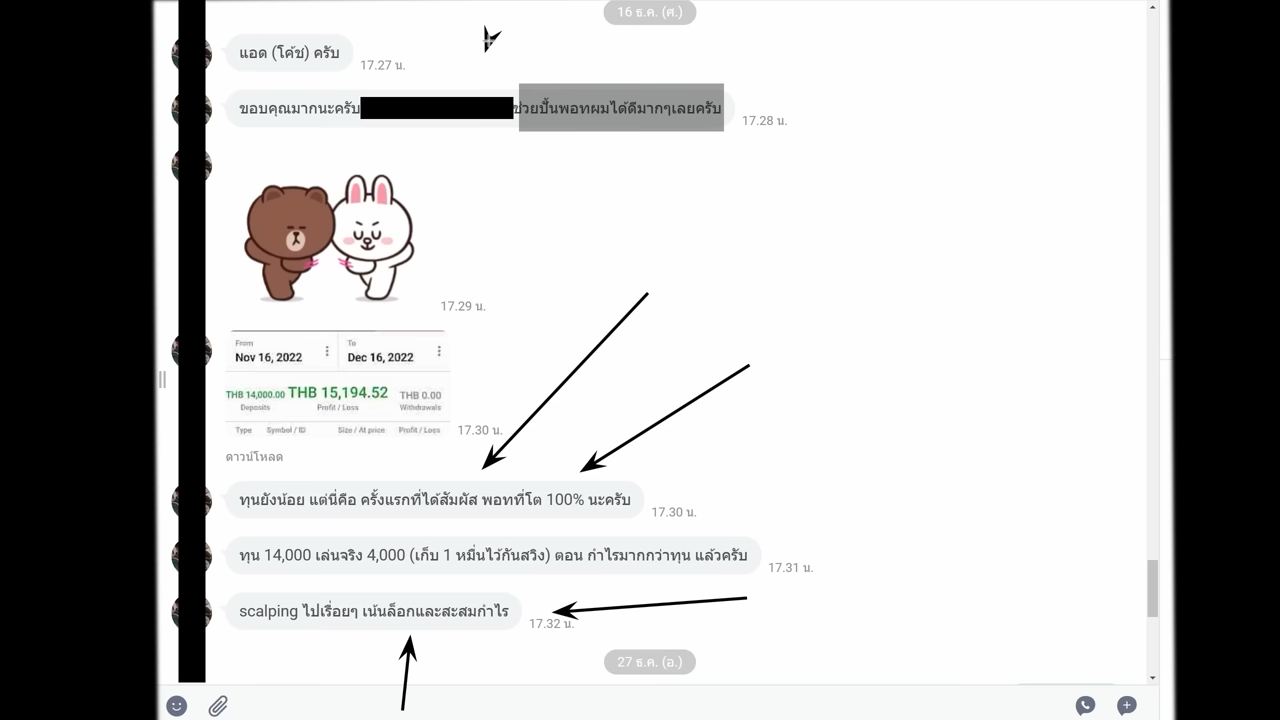 16 ธ.ค. (ศ.)
แอด (โค้ช) ครับ
17.27 น.
ขอบคุณมากนะครับ ช่วยปั้นพอทผมได้ดีมากๆเลยครับ
17.28 น.
17.29 น.
From To
Nov 16, 2022 Dec 16, 2022
THB 14,000.00 THB 15,194.52 THB 0.00
Deposits Profit / Loss Withdrawals
Type Symbol / ID Size / At price Profit / Loss
17.30 น.
ดาวน์โหลด
ทุนยังน้อย แต่นี่คือ ครั้งแรกที่ได้สัมผัส พอทที่โต 100% นะครับ
17.30 น.
ทุน 14,000 เล่นจริง 4,000 (เก็บ 1 หมื่นไว้กันสวิง) ตอน กำไรมากกว่าทุน แล้วครับ
17.31 น.
scalping ไปเรื่อยๆ เน้นล็อกและสะสมกำไร
17.32 น.
27 ธ.ค. (อ.)